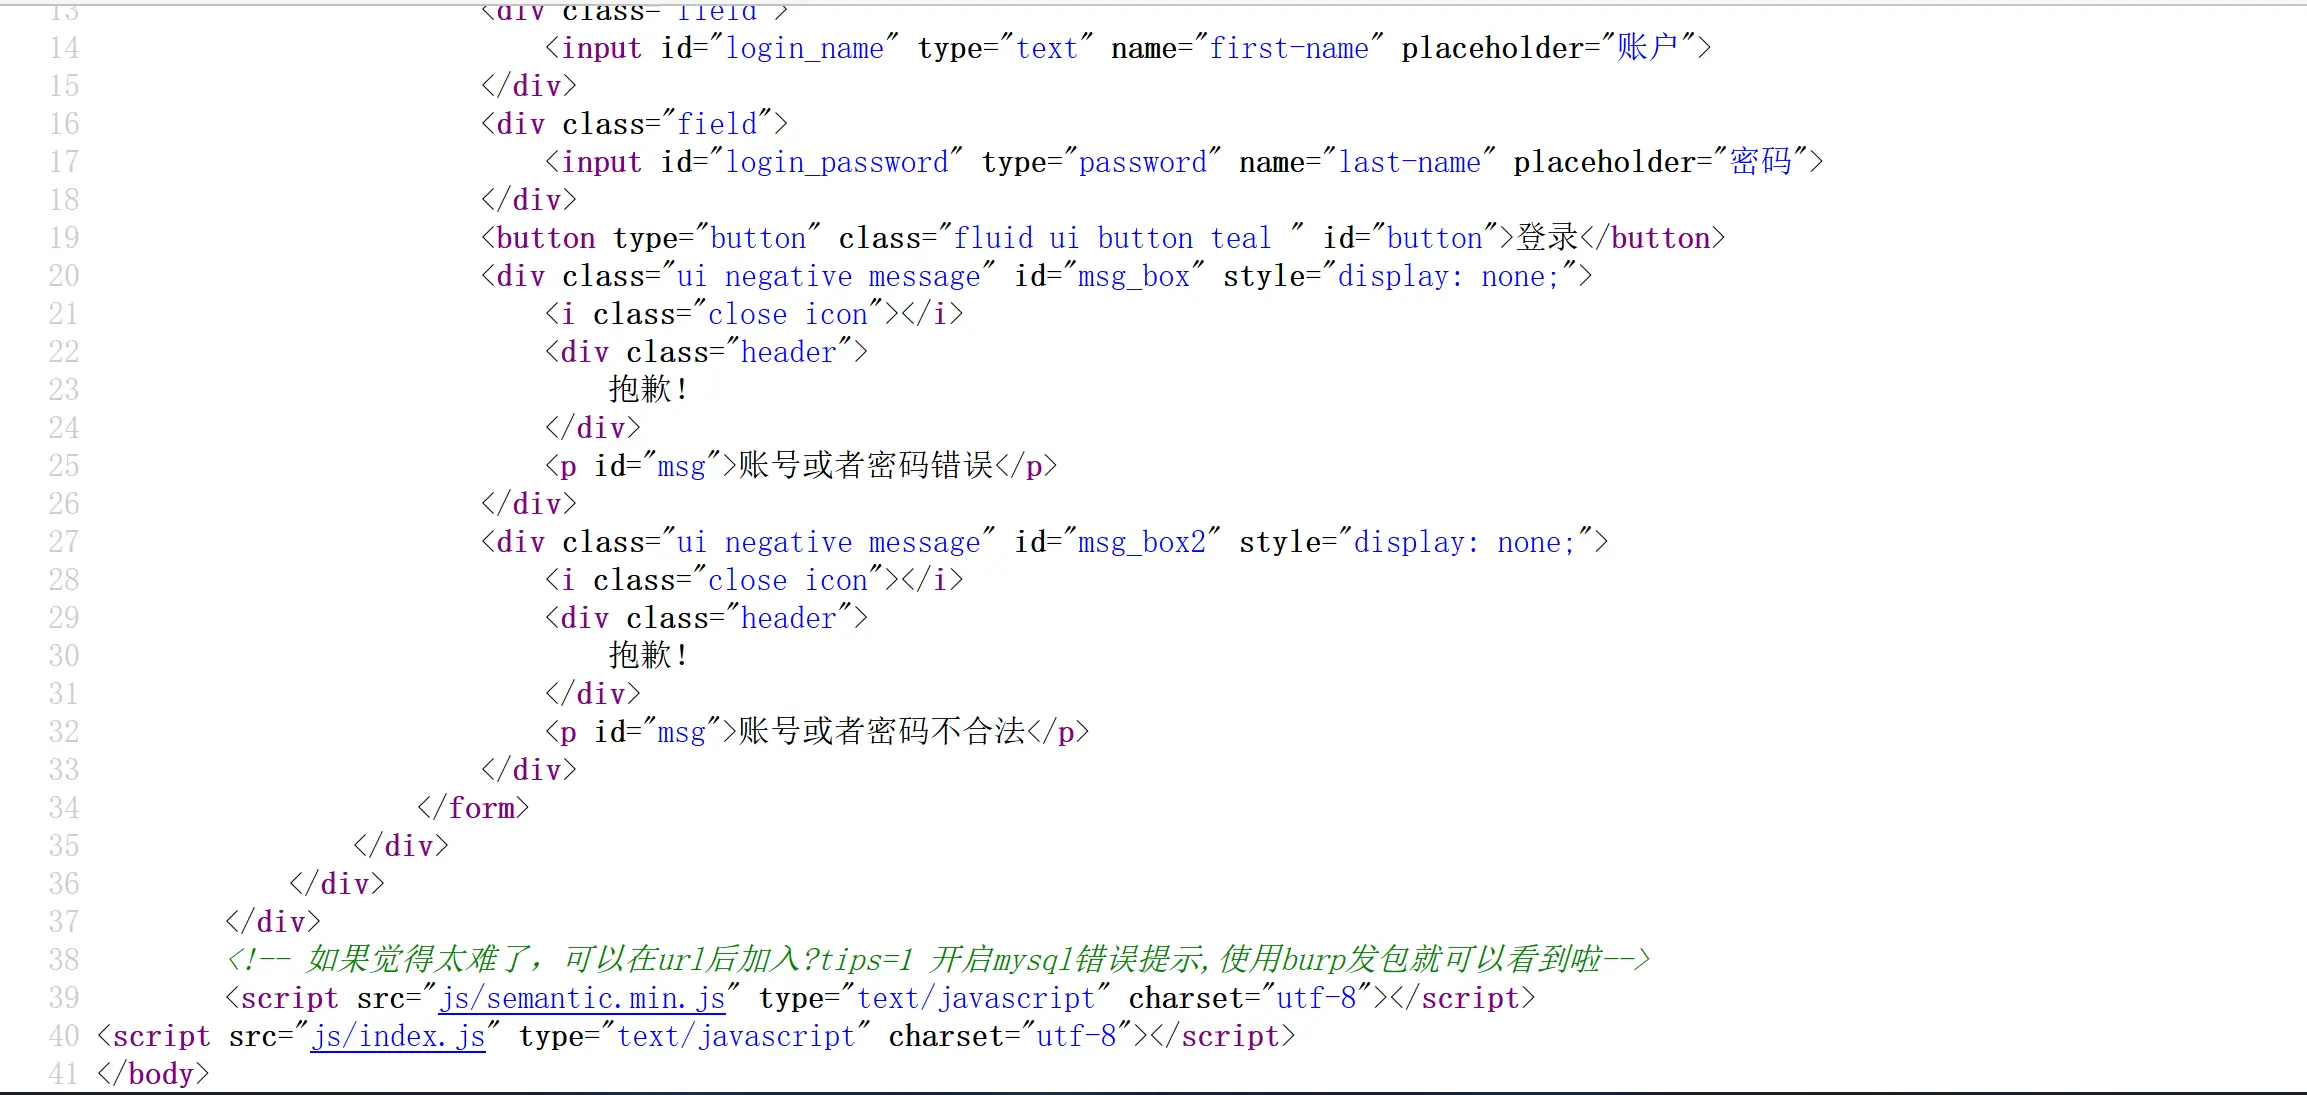 13 <div class="field">
14 <input id="login_name" type="text" name="first-name" placeholder="账户">
15 </div>
16 <div class="field">
17 <input id="login_password" type="password" name="last-name" placeholder="密码">
18 </div>
19 <button type="button" class="fluid ui button teal " id="button">登录</button>
20 <div class="ui negative message" id="msg_box" style="display: none;">
21 <i class="close icon"></i>
22 <div class="header">
23 抱歉!
24 </div>
25 <p id="msg">账号或者密码错误</p>
26 </div>
27 <div class="ui negative message" id="msg_box2" style="display: none;">
28 <i class="close icon"></i>
29 <div class="header">
30 抱歉!
31 </div>
32 <p id="msg">账号或者密码不合法</p>
33 </div>
34 </form>
35 </div>
36 </div>
37 </div>
38 <!-- 如果觉得太难了，可以在url后加入?tips=1 开启mysql错误提示,使用burp发包就可以看到啦-->
39 <script src="js/semantic.min.js" type="text/javascript" charset="utf-8"></script>
40 <script src="js/index.js" type="text/javascript" charset="utf-8"></script>
41 </body>